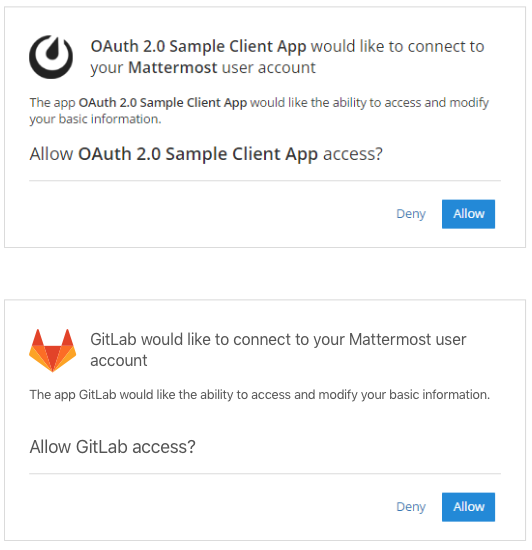 OAuth 2.0 Sample Client App would like to connect to
your Mattermost user account
The app OAuth 2.0 Sample Client App would like the ability to access and modify
your basic information.
Allow OAuth 2.0 Sample Client App access?
Deny Allow
GitLab would like to connect to your Mattermost user
account
The app GitLab would like the ability to access and modify your basic information.
Allow GitLab access?
Deny Allow